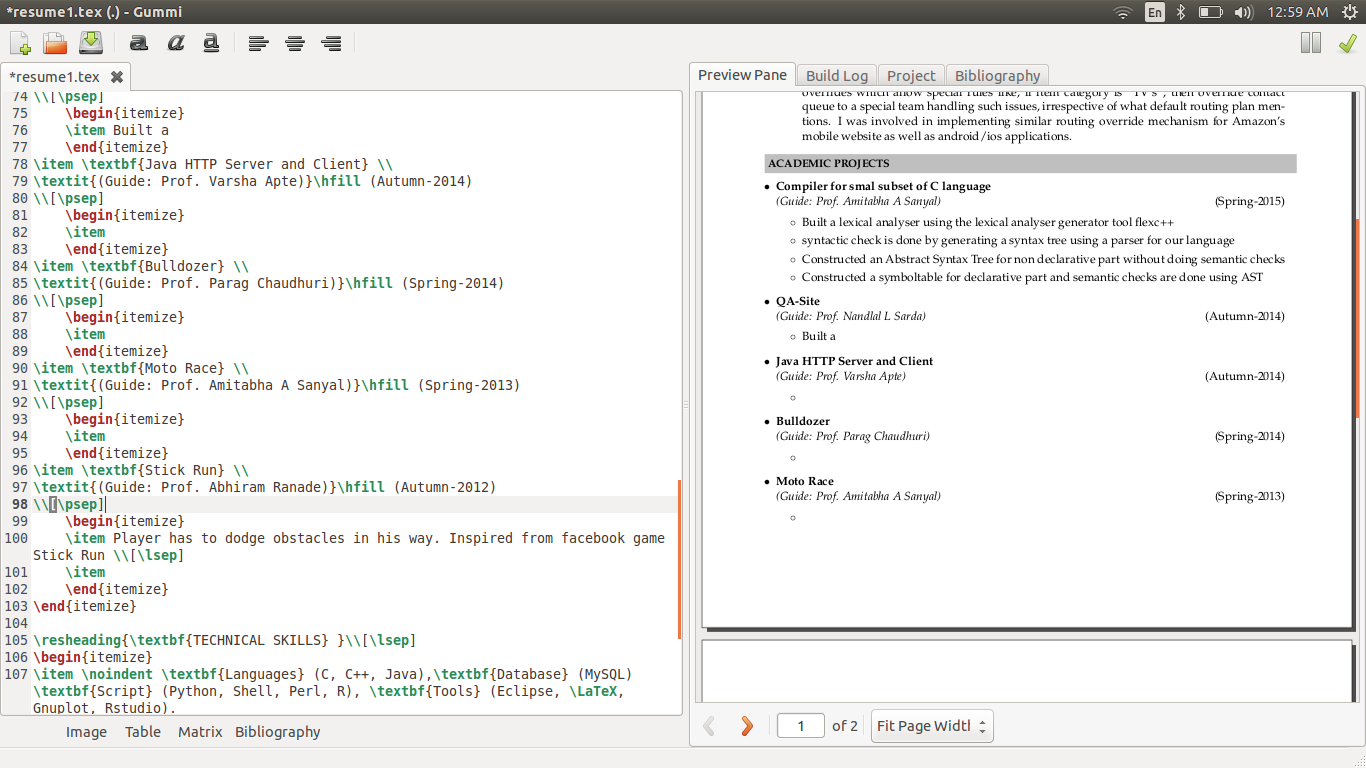 *resume1.tex (.) - Gummi
En
12:59 AM
a a a
*resume1.tex
74 \\[\psep]
75 \begin{itemize}
76 \item Built a
77 \end{itemize}
78 \item \textbf{Java HTTP Server and Client} \\
79 \textit{(Guide: Prof. Varsha Apte)}\hfill (Autumn-2014)
80 \\[\psep]
81 \begin{itemize}
82 \item
83 \end{itemize}
84 \item \textbf{Bulldozer} \\
85 \textit{(Guide: Prof. Parag Chaudhuri)}\hfill (Spring-2014)
86 \\[\psep]
87 \begin{itemize}
88 \item
89 \end{itemize}
90 \item \textbf{Moto Race} \\
91 \textit{(Guide: Prof. Amitabha A Sanyal)}\hfill (Spring-2013)
92 \\[\psep]
93 \begin{itemize}
94 \item
95 \end{itemize}
96 \item \textbf{Stick Run} \\
97 \textit{(Guide: Prof. Abhiram Ranade)}\hfill (Autumn-2012)
98 \\[\psep]
99 \begin{itemize}
100 \item Player has to dodge obstacles in his way. Inspired from facebook game
Stick Run \\[\lsep]
101 \item
102 \end{itemize}
103 \end{itemize}
104
105 \resheading{\textbf{TECHNICAL SKILLS} }\\[\lsep]
106 \begin{itemize}
107 \item \noindent \textbf{Languages} (C, C++, Java),\textbf{Database} (MySQL)
\textbf{Script} (Python, Shell, Perl, R), \textbf{Tools} (Eclipse, \LaTeX,
Gnuplot, Rstudio).
Image Table Matrix Bibliography
Preview Pane Build Log Project Bibliography
overrides which allow special rules like, if item category is "TV's", then override contact
queue to a special team handling such issues, irrespective of what default routing plan men-
tions. I was involved in implementing similar routing override mechanism for Amazon's
mobile website as well as android/ios applications.
ACADEMIC PROJECTS
• Compiler for smal subset of C language
(Guide: Prof. Amitabha A Sanyal) (Spring-2015)
◦ Built a lexical analyser using the lexical analyser generator tool flexc++
◦ syntactic check is done by generating a syntax tree using a parser for our language
◦ Constructed an Abstract Syntax Tree for non declarative part without doing semantic checks
◦ Constructed a symboltable for declarative part and semantic checks are done using AST
• QA-Site
(Guide: Prof. Nandlal L Sarda) (Autumn-2014)
◦ Built a
• Java HTTP Server and Client
(Guide: Prof. Varsha Apte) (Autumn-2014)
◦
• Bulldozer
(Guide: Prof. Parag Chaudhuri) (Spring-2014)
◦
• Moto Race
(Guide: Prof. Amitabha A Sanyal) (Spring-2013)
◦
1 of 2 Fit Page Widtl